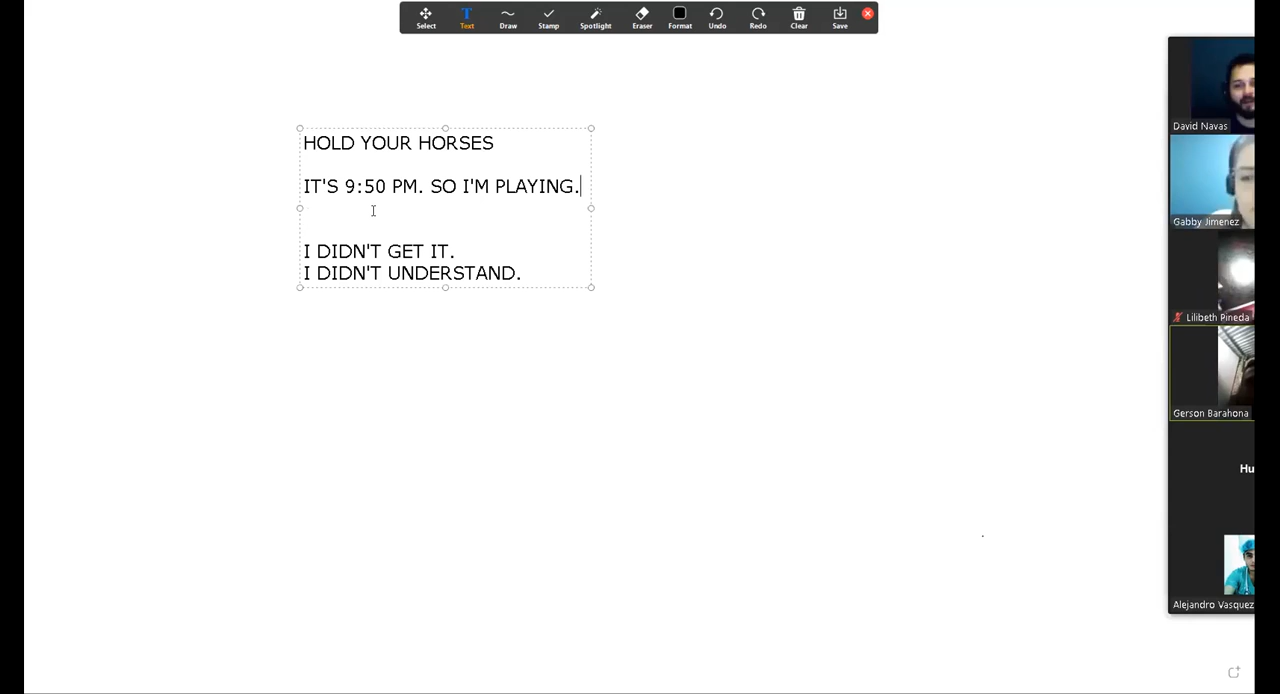 Select
Text
Draw
Stamp
Spotlight
Eraser
Format
Undo
Redo
Clear
Save
HOLD YOUR HORSES
IT'S 9:50 PM. SO I'M PLAYING.
I DIDN'T GET IT.
I DIDN'T UNDERSTAND.
David Navas
Gabby Jimenez
Lilibeth Pineda
Gerson Barahona
Hu
Alejandro Vasquez